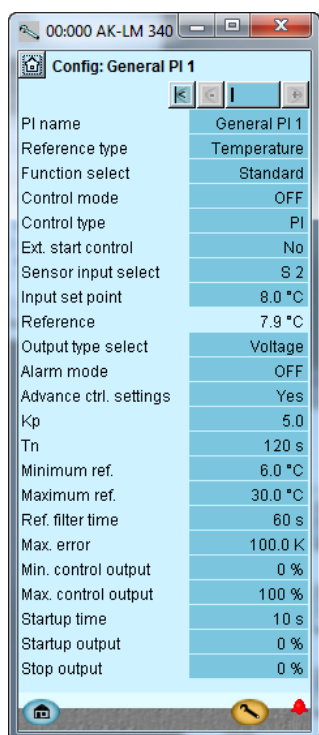 00:000 AK-LM 340
Config: General PI 1
PI name General PI 1
Reference type Temperature
Function select Standard
Control mode OFF
Control type PI
Ext. start control No
Sensor input select S 2
Input set point 8.0 °C
Reference 7.9 °C
Output type select Voltage
Alarm mode OFF
Advance ctrl. settings Yes
Kp 5.0
Tn 120 s
Minimum ref. 6.0 °C
Maximum ref. 30.0 °C
Ref. filter time 60 s
Max. error 100.0 K
Min. control output 0 %
Max. control output 100 %
Startup time 10 s
Startup output 0 %
Stop output 0 %